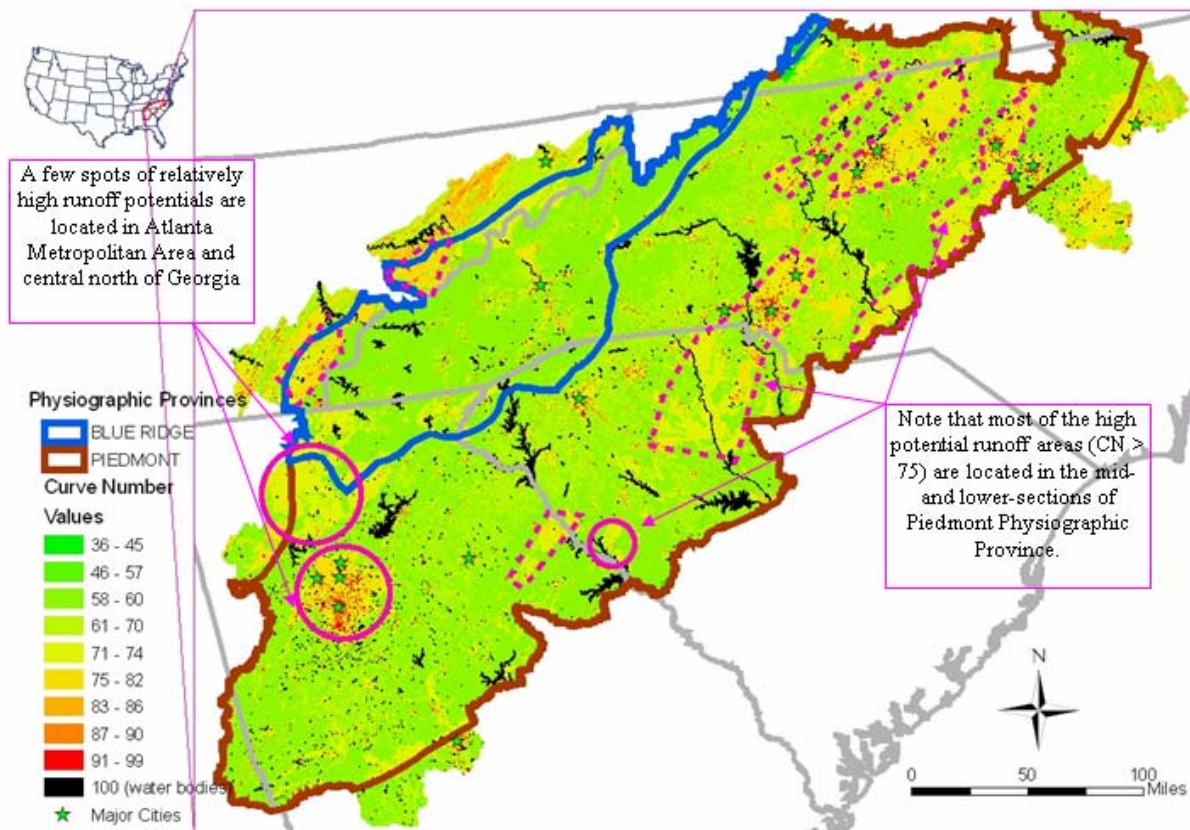 A few spots of relatively
high runoff potentials are
located in Atlanta
Metropolitan Area and
central north of Georgia
Physiographic Provinces
BLUE RIDGE
PIEDMONT
Curve Number
Values
36 - 45
46 - 57
58 - 60
61 - 70
71 - 74
75 - 82
83 - 86
87 - 90
91 - 99
100 (water bodies)
Major Cities
Note that most of the high
potential runoff areas (CN >
75) are located in the mid-
and lower-sections of
Piedmont Physiographic
Province.
N
0 50 100
Miles